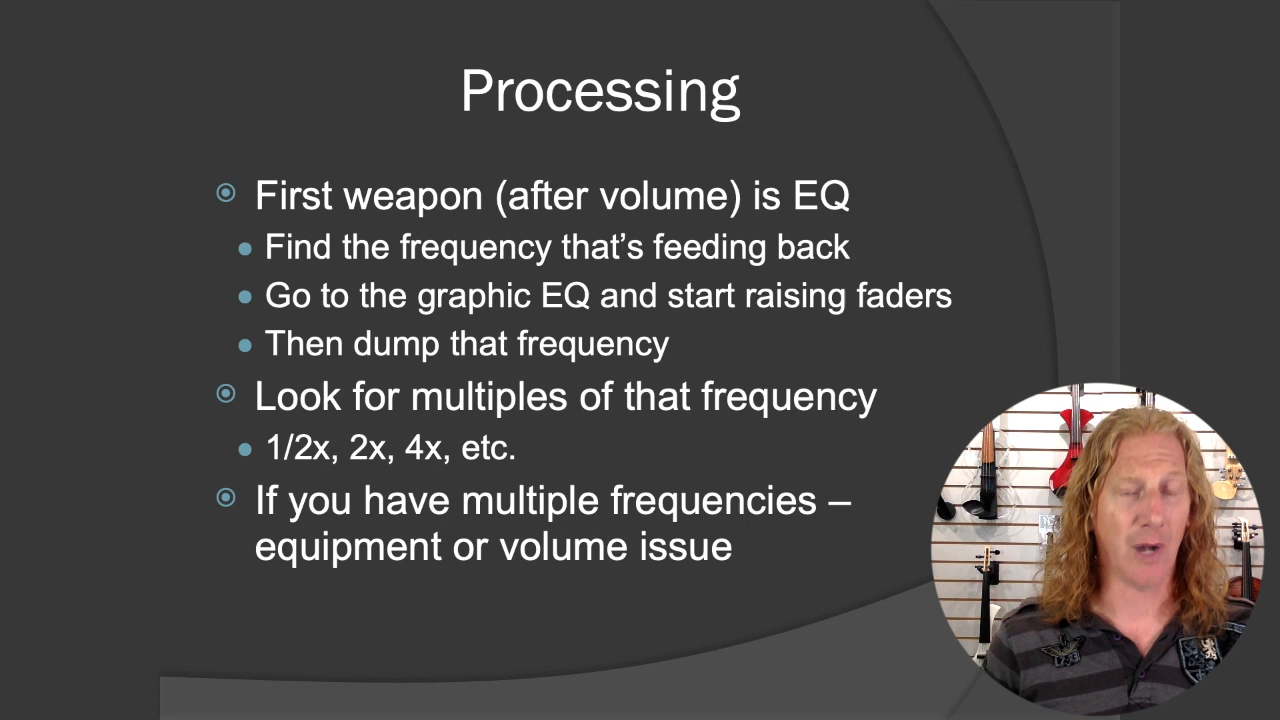 Processing
First weapon (after volume) is EQ
Find the frequency that’s feeding back
Go to the graphic EQ and start raising faders
Then dump that frequency
Look for multiples of that frequency
1/2x, 2x, 4x, etc.
If you have multiple frequencies –
equipment or volume issue